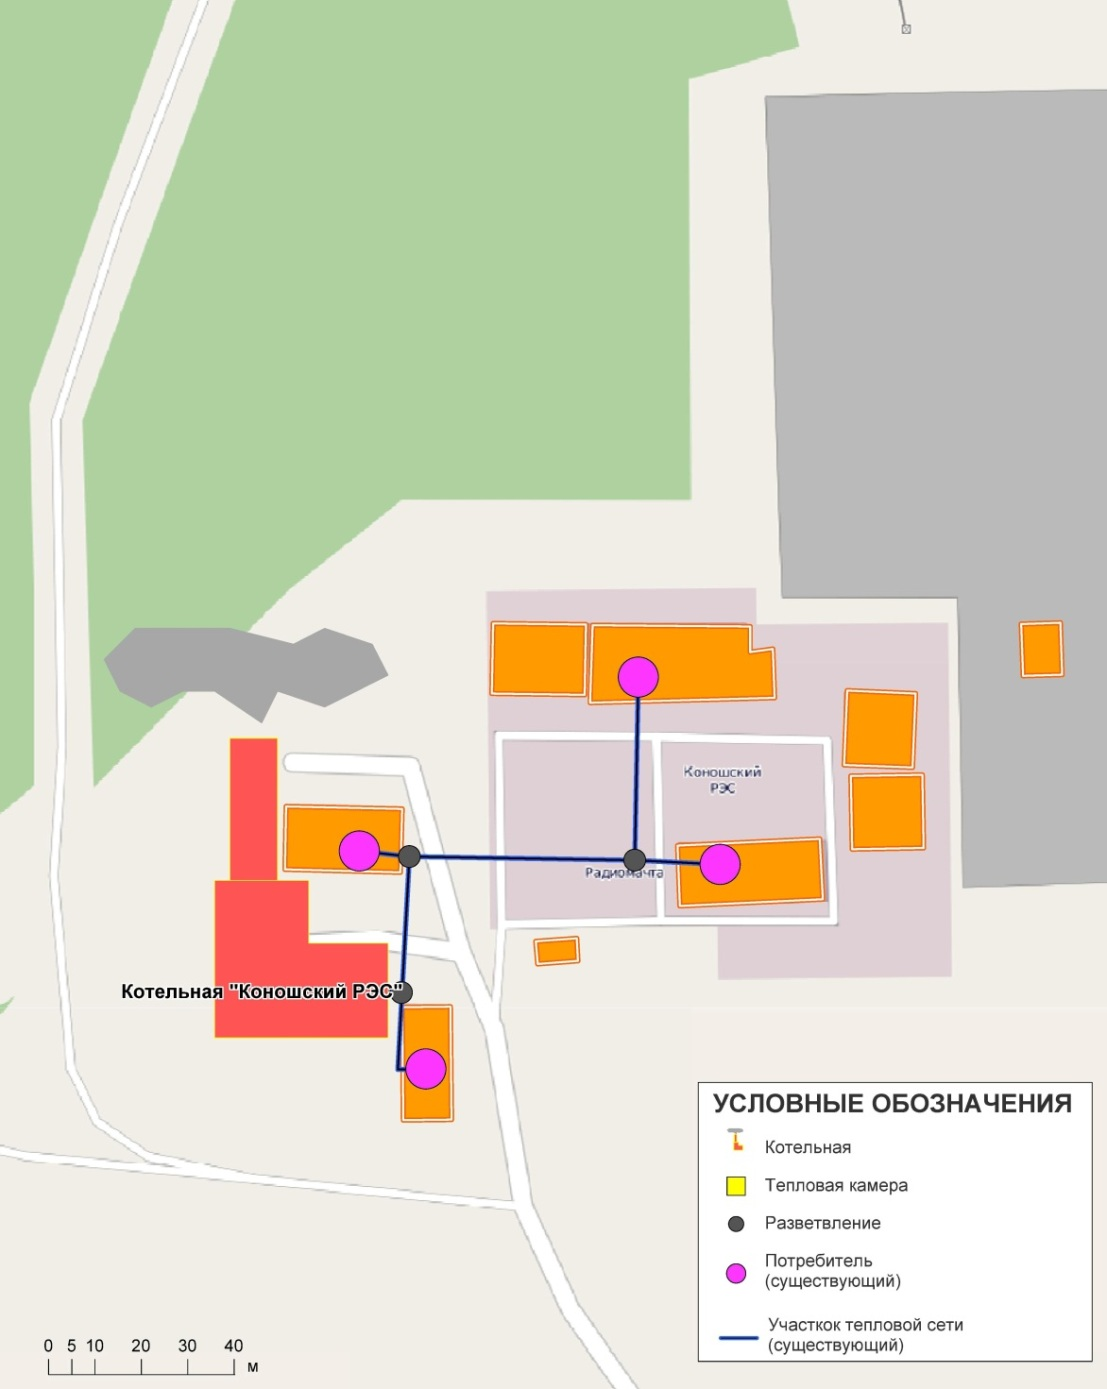 Коношский
РЭС
Радиомачта
Котельная "Коношский РЭС"
УСЛОВНЫЕ ОБОЗНАЧЕНИЯ
Котельная
Тепловая камера
Разветвление
Потребитель
(существующий)
Участкок тепловой сети
(существующий)
0 5 10 20 30 40
м